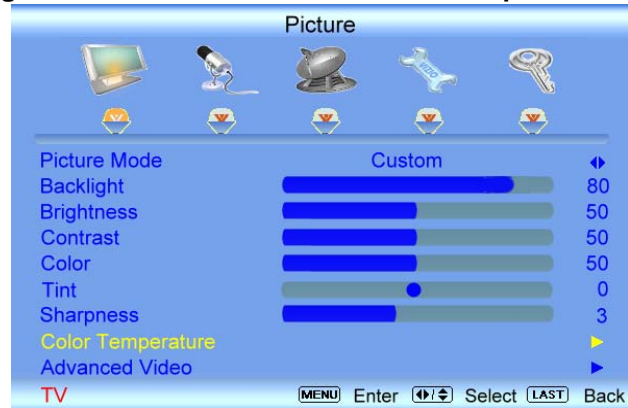 Picture
VIZIO
Picture Mode Custom
Backlight 80
Brightness 50
Contrast 50
Color 50
Tint 0
Sharpness 3
Color Temperature
Advanced Video
TV MENU Enter Select LAST Back